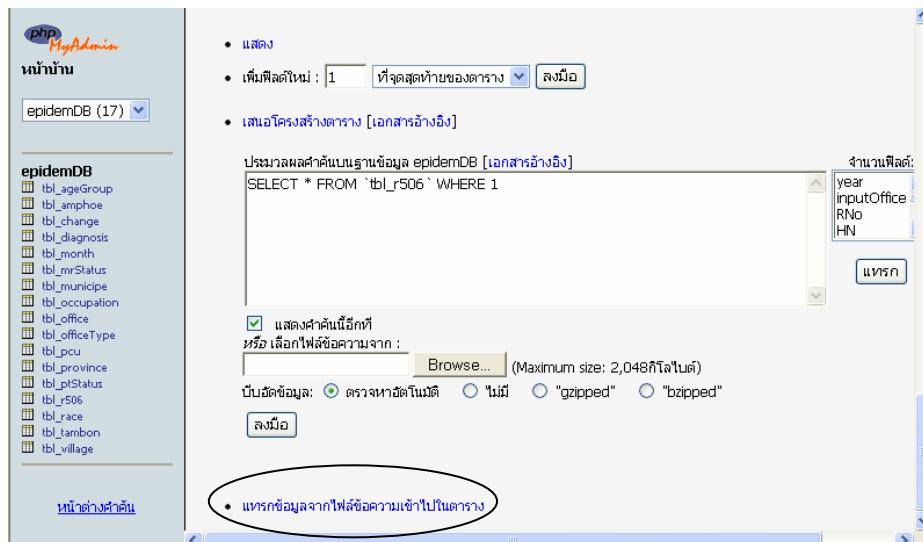 php
MyAdmin
หน้าบ้าน
epidemDB (17)
epidemDB
tbl_ageGroup
tbl_amphoe
tbl_change
tbl_diagnosis
tbl_month
tbl_mrStatus
tbl_municipe
tbl_occupation
tbl_office
tbl_officeType
tbl_pcu
tbl_province
tbl_ptStatus
tbl_r506
tbl_race
tbl_tambon
tbl_village
หน้าต่างคำค้น
แสดง
เพิ่มฟิลด์ใหม่ : 1 ที่จุดสุดท้ายของตาราง ลงมือ
เสนอโครงสร้างตาราง [เอกสารอ้างอิง]
ประมวลผลคำค้นบนฐานข้อมูล epidemDB [เอกสารอ้างอิง]
SELECT * FROM `tbl_r506` WHERE 1
จำนวนฟิลด์:
year
inputOffice
RNo
HN
แทรก
แสดงคำค้นนี้อีกที
หรือ เลือกไฟล์ข้อความจาก :
Browse... (Maximum size: 2,048กิโลไบต์)
บีบอัดข้อมูล: ตรวจหาอัตโนมัติ ไม่มี "gzipped" "bzipped"
ลงมือ
แทรกข้อมูลจากไฟล์ข้อความเข้าไปในตาราง